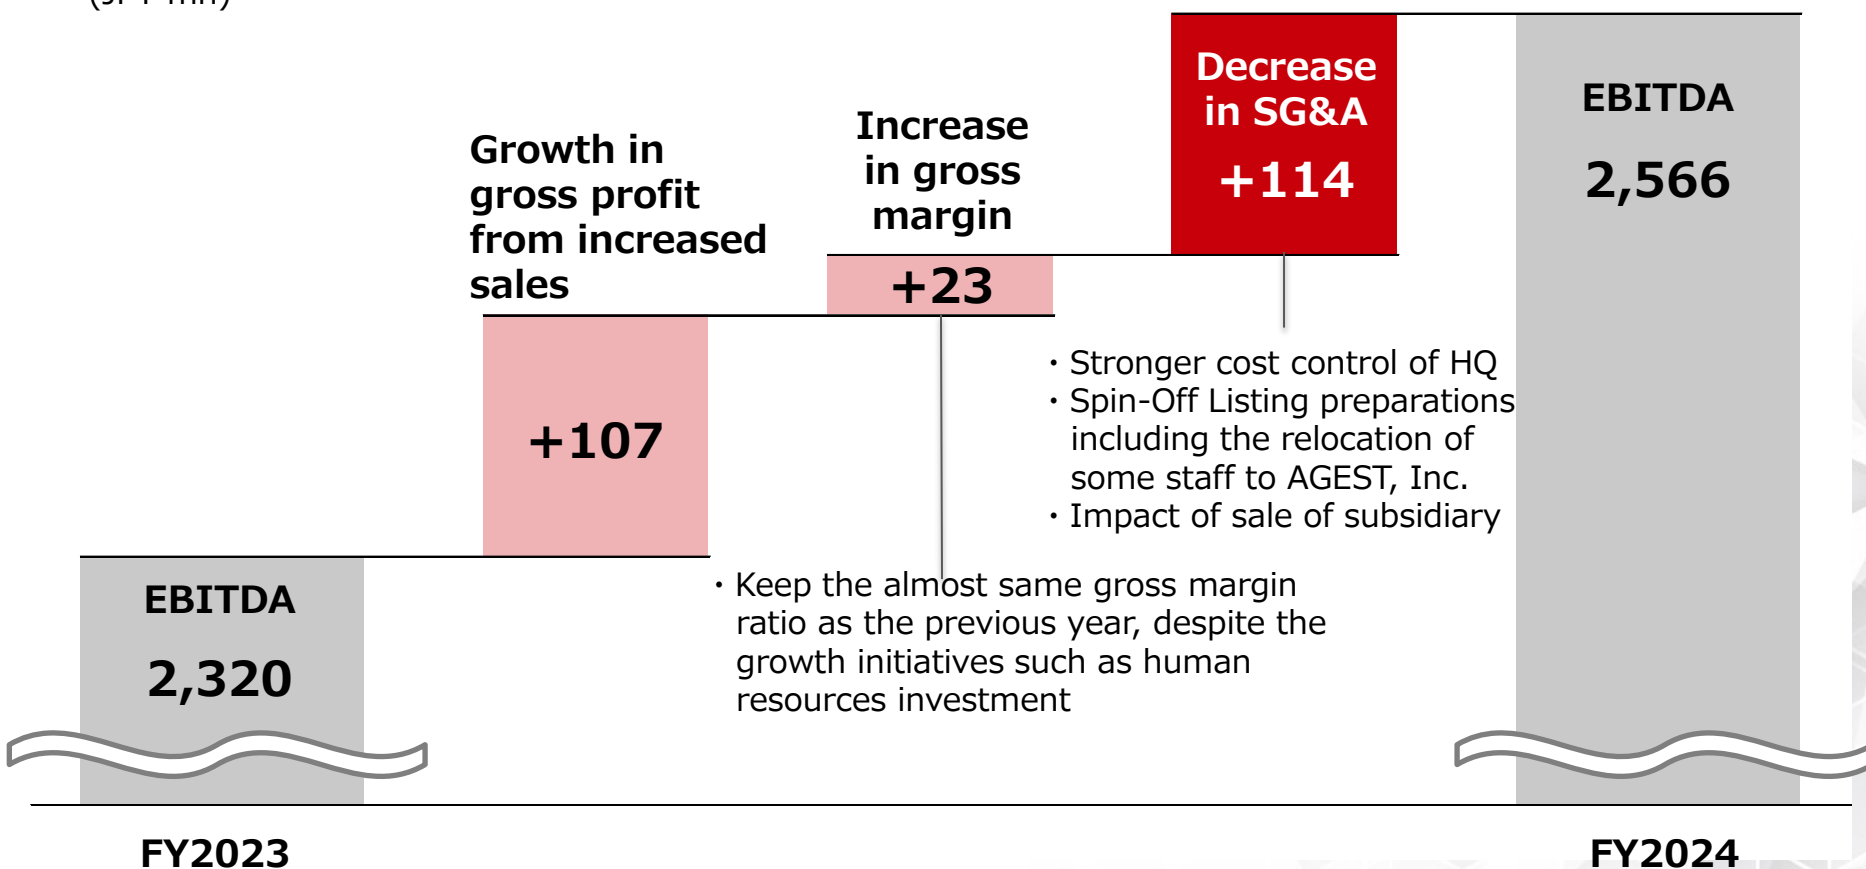 Decrease
in SG&A
+114
EBITDA
2,566
Increase
in gross
margin
+23
Growth in
gross profit
from increased
sales
+107
・Stronger cost control of HQ
・Spin-Off Listing preparations
including the relocation of
some staff to AGEST, Inc.
・Impact of sale of subsidiary
・Keep the almost same gross margin
ratio as the previous year, despite the
growth initiatives such as human
resources investment
EBITDA
2,320
FY2023
FY2024